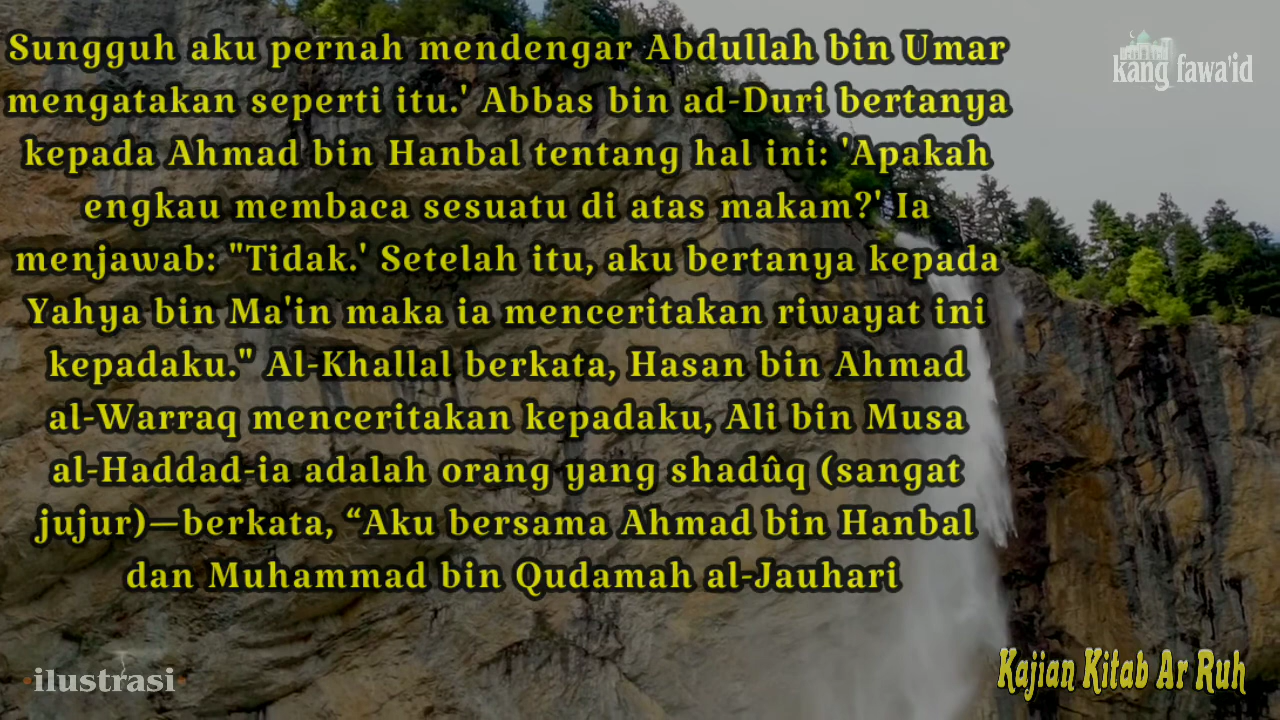 Sungguh aku pernah mendengar Abdullah bin Umar
mengatakan seperti itu.' Abbas bin ad-Duri bertanya
kepada Ahmad bin Hanbal tentang hal ini: 'Apakah
engkau membaca sesuatu di atas makam?' Ia
menjawab: "Tidak.' Setelah itu, aku bertanya kepada
Yahya bin Ma'in maka ia menceritakan riwayat ini
kepadaku." Al-Khallal berkata, Hasan bin Ahmad
al-Warraq menceritakan kepadaku, Ali bin Musa
al-Haddad-ia adalah orang yang shadûq (sangat
jujur)—berkata, “Aku bersama Ahmad bin Hanbal
dan Muhammad bin Qudamah al-Jauhari
kang fawa'id
·ilustrasi·
Kajian Kitab Ar Ruh